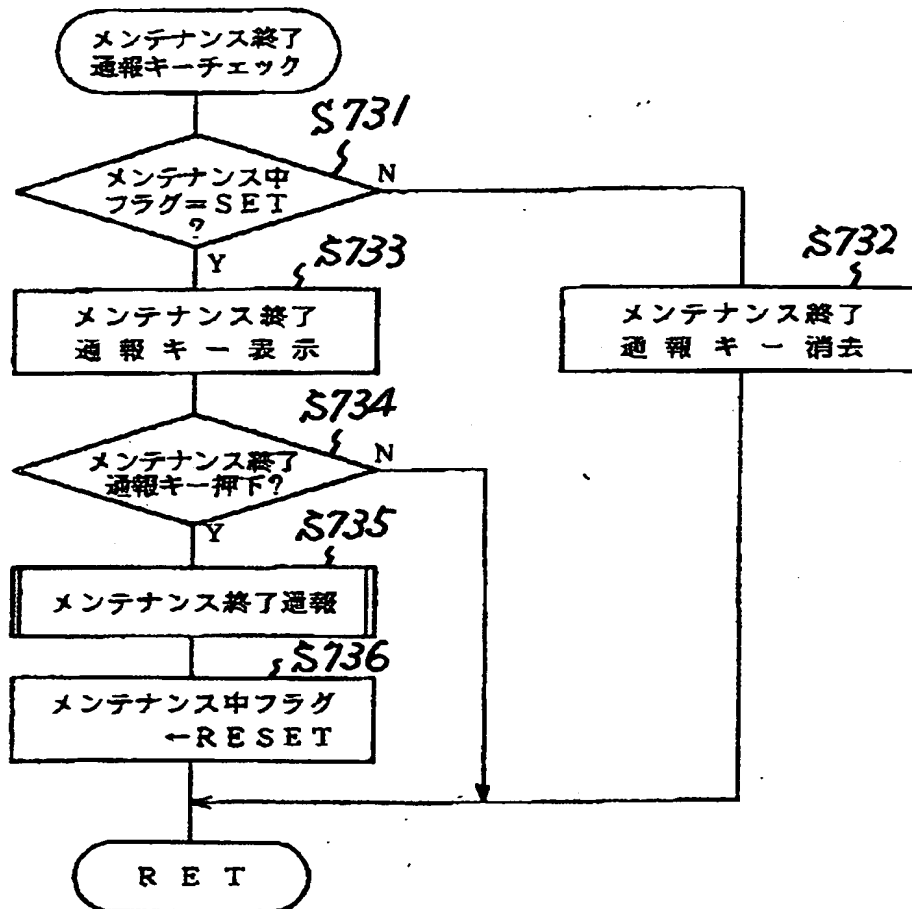 メンテナンス終了
通報キーチェック
S731
メンテナンス中
フラグ=SET
?
N
Y
S733
メンテナンス終了
通報キー表示
S732
メンテナンス終了
通報キー消去
S734
メンテナンス終了
通報キー押下?
N
Y
S735
メンテナンス終了通報
S736
メンテナンス中フラグ
←RESET
RET